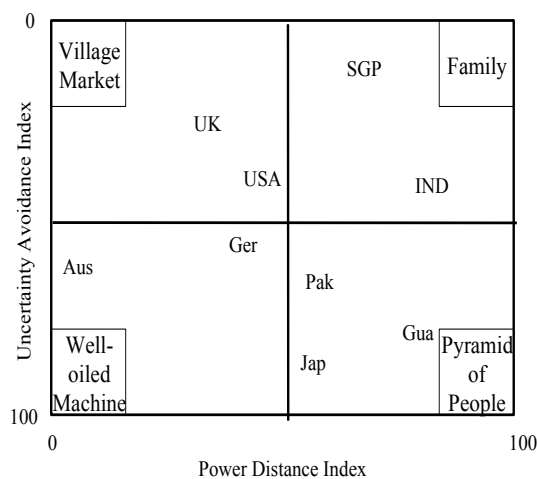 0
Village
Market
SGP
Family
UK
USA
IND
Uncertainty Avoidance Index
Ger
Aus
Pak
Gua
Jap
Well-
oiled
Machine
Pyramid
of
People
100
0
100
Power Distance Index